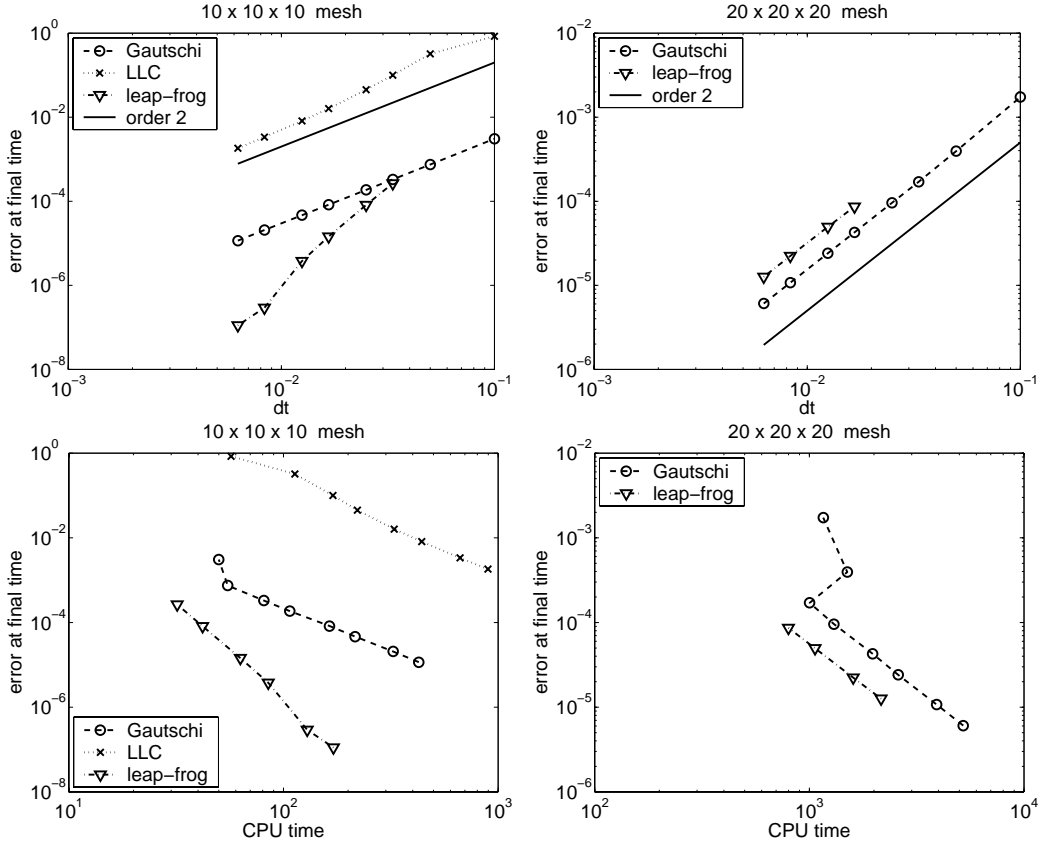 10 x 10 x 10 mesh
error at final time
10^0
10^-2
10^-4
10^-6
10^-8
Gautschi
LLC
leap-frog
order 2
10^-3
10^-2
10^-1
dt
20 x 20 x 20 mesh
error at final time
10^-2
10^-3
10^-4
10^-5
10^-6
Gautschi
leap-frog
order 2
10^-3
10^-2
10^-1
dt
10 x 10 x 10 mesh
error at final time
10^0
10^-2
10^-4
10^-6
10^-8
Gautschi
LLC
leap-frog
10^1
10^2
10^3
CPU time
20 x 20 x 20 mesh
error at final time
10^-2
10^-3
10^-4
10^-5
10^-6
Gautschi
leap-frog
10^2
10^3
10^4
CPU time